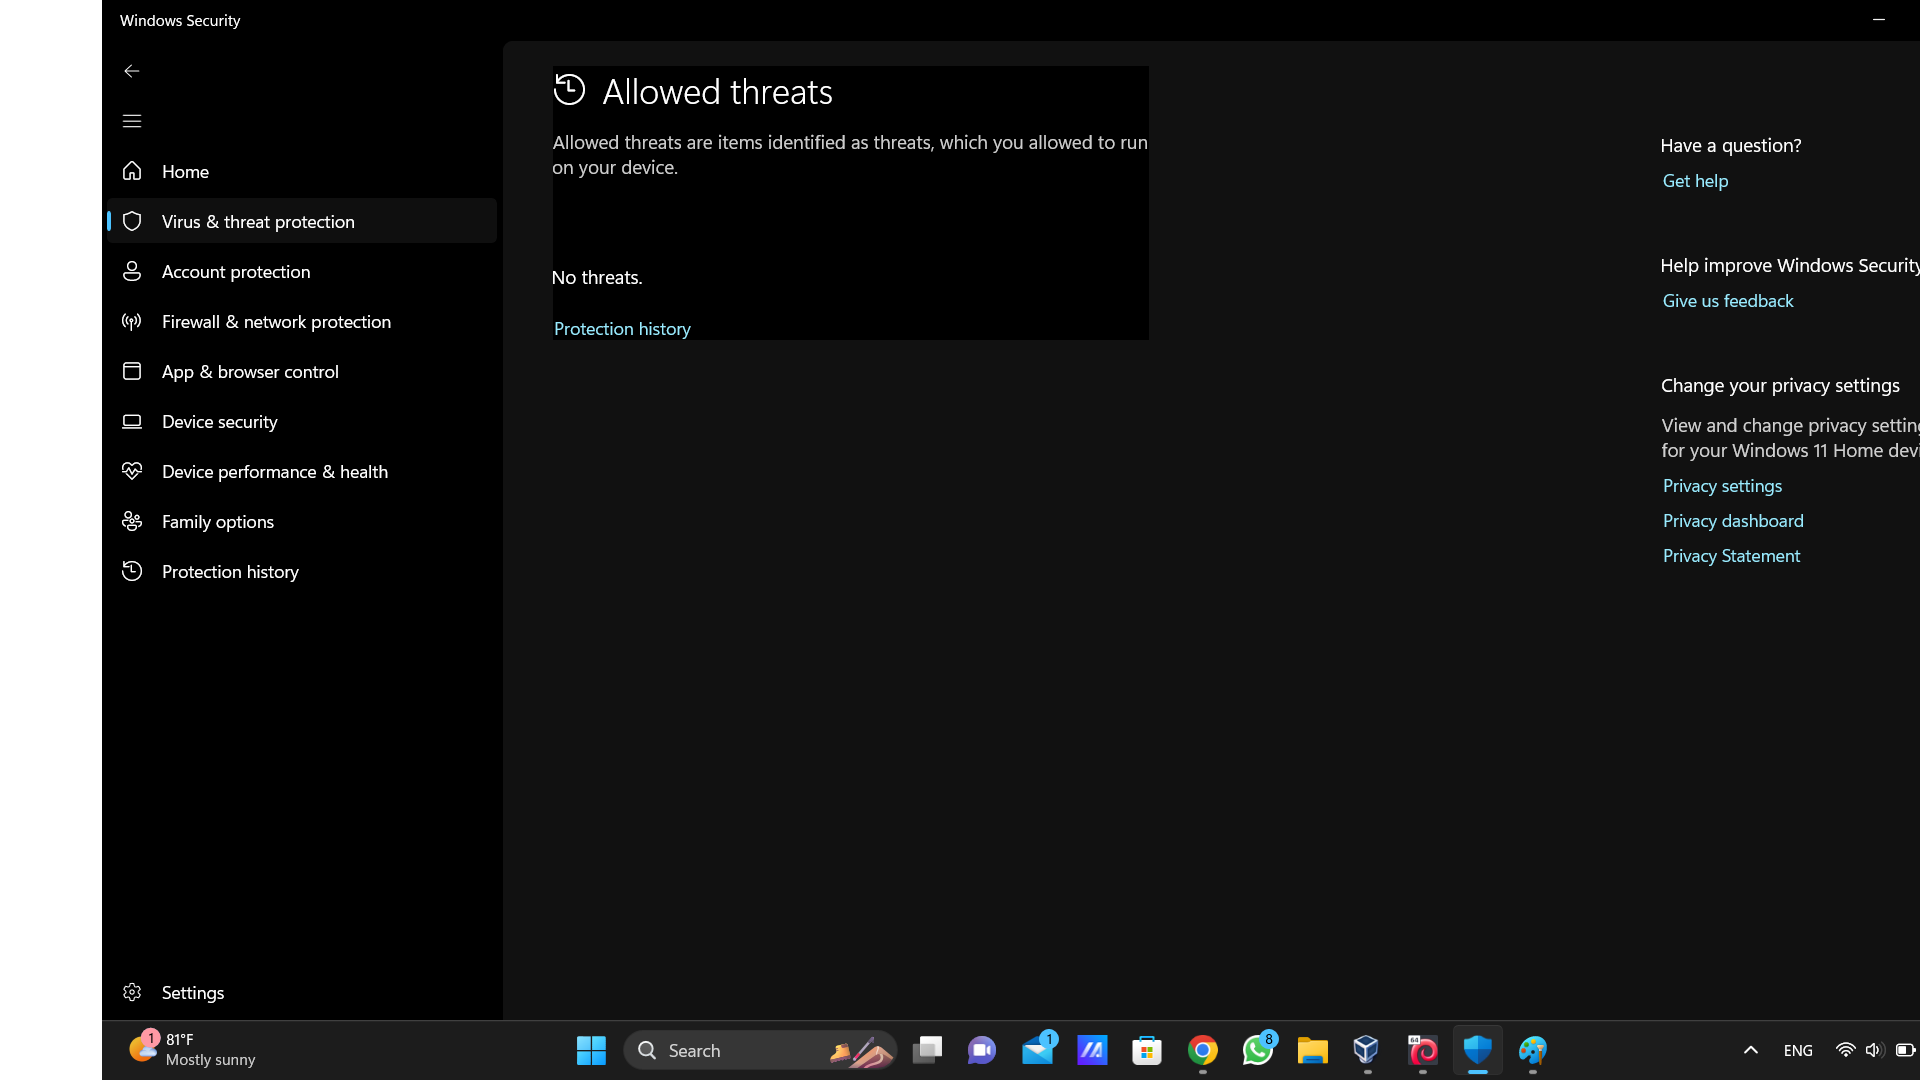 Windows Security
Home
Virus & threat protection
Account protection
Firewall & network protection
App & browser control
Device security
Device performance & health
Family options
Protection history
Settings
Allowed threats
Allowed threats are items identified as threats, which you allowed to run
on your device.
No threats.
Protection history
Have a question?
Get help
Help improve Windows Security
Give us feedback
Change your privacy settings
View and change privacy setting
for your Windows 11 Home devi
Privacy settings
Privacy dashboard
Privacy Statement
1
81°F
Mostly sunny
Search
1
8
64
ENG